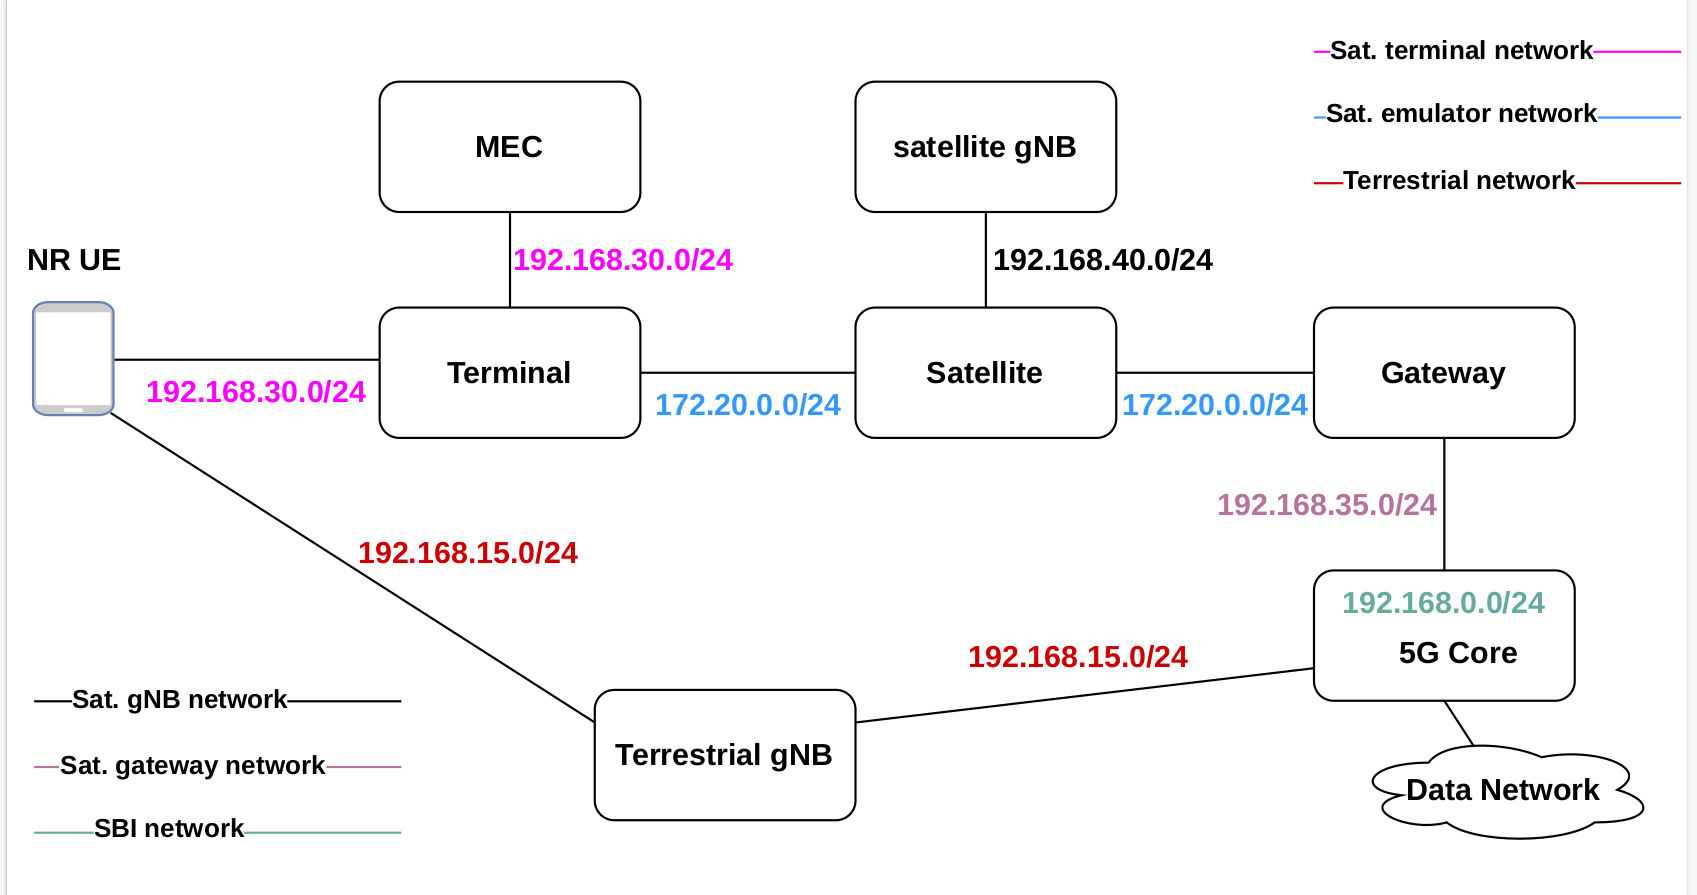 Sat. terminal network
Sat. emulator network
MEC
satellite gNB
Terrestrial network
NR UE
192.168.30.0/24
192.168.40.0/24
Terminal
Satellite
Gateway
192.168.30.0/24
172.20.0.0/24
172.20.0.0/24
192.168.35.0/24
192.168.15.0/24
192.168.0.0/24
5G Core
192.168.15.0/24
Sat. gNB network
Terrestrial gNB
Sat. gateway network
Data Network
SBI network